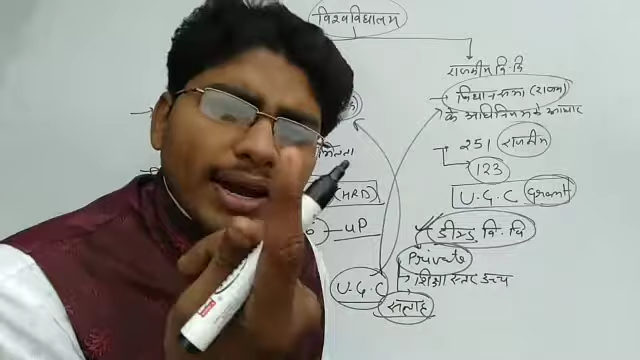 विश्वविद्यालय
राजकीय वि.वि
विधानसभा (राज्य)
के अधिनियम के आधार
251 राजकीय
123
U.G.C Grant
(HRD)
UP
डीम्ड वि.वि
Private
U.G.C
शिक्षा स्तर उच्च
सलाह